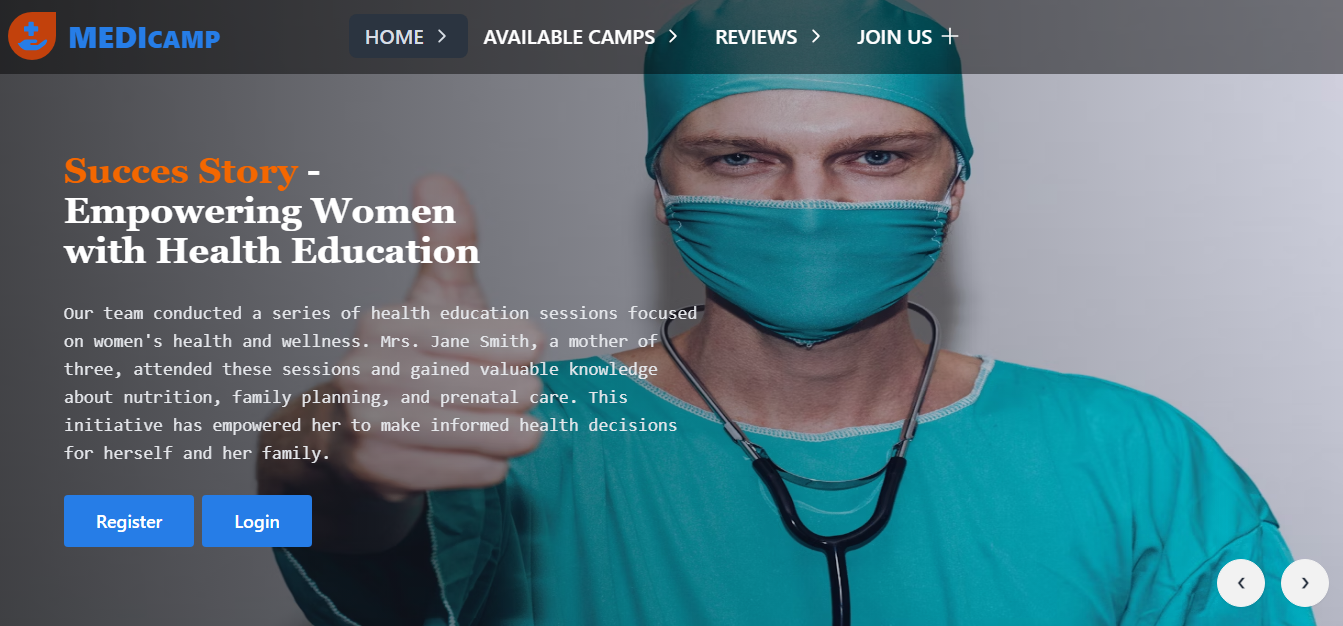 MEDICAMP
HOME
AVAILABLE CAMPS
REVIEWS
JOIN US
Succes Story -
Empowering Women
with Health Education
Our team conducted a series of health education sessions focused
on women's health and wellness. Mrs. Jane Smith, a mother of
three, attended these sessions and gained valuable knowledge
about nutrition, family planning, and prenatal care. This
initiative has empowered her to make informed health decisions
for herself and her family.
Register
Login